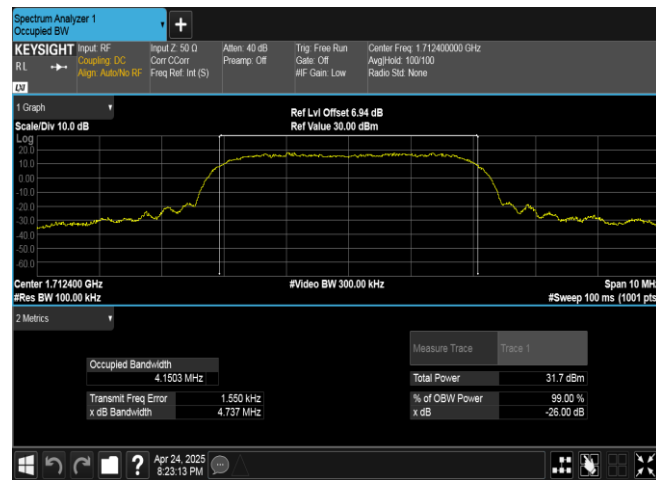 Spectrum Analyzer 1
Occupied BW
+
KEYSIGHT Input: RF Input Z: 50 Ω Atten: 40 dB Trig: Free Run Center Freq: 1.712400000 GHz
RL Coupling: DC Corr CCorr Preamp: Off Gate: Off Avg|Hold: 100/100
Align: Auto/No RF Freq Ref: Int (S) #IF Gain: Low Radio Std: None
LXI
1 Graph
Ref Lvl Offset 6.94 dB
Scale/Div 10.0 dB Ref Value 30.00 dBm
Log
20.0
10.0
0.00
-10.0
-20.0
-30.0
-40.0
-50.0
-60.0
Center 1.712400 GHz #Video BW 300.00 kHz Span 10 MHz
#Res BW 100.00 kHz #Sweep 100 ms (1001 pts
2 Metrics
Measure Trace Trace 1
Occupied Bandwidth
4.1503 MHz
Total Power 31.7 dBm
Transmit Freq Error 1.550 kHz % of OBW Power 99.00 %
x dB Bandwidth 4.737 MHz x dB -26.00 dB
? Apr 24, 2025
8:23:13 PM